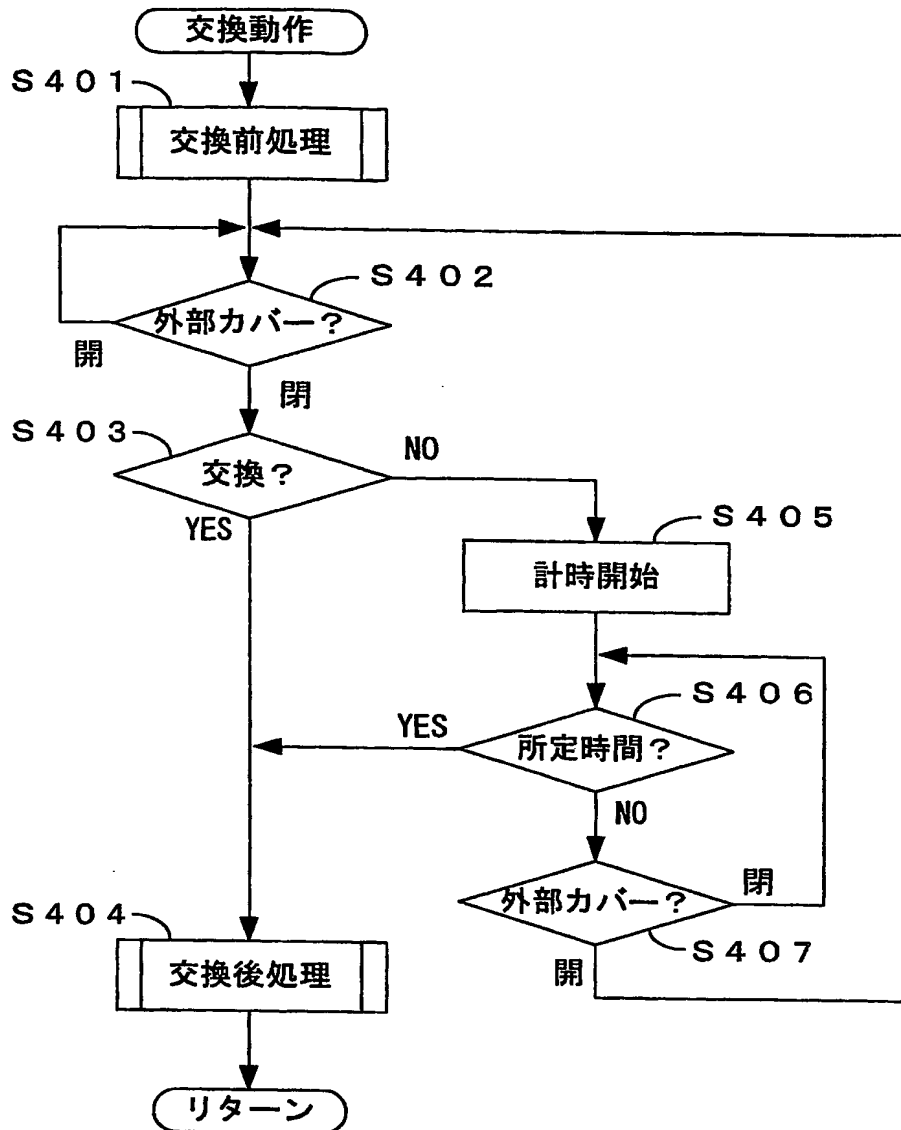 交換動作
S401
交換前処理
S402
外部カバー?
開
閉
S403
交換?
NO
YES
S405
計時開始
S406
所定時間?
YES
NO
外部カバー?
閉
S407
開
S404
交換後処理
リターン